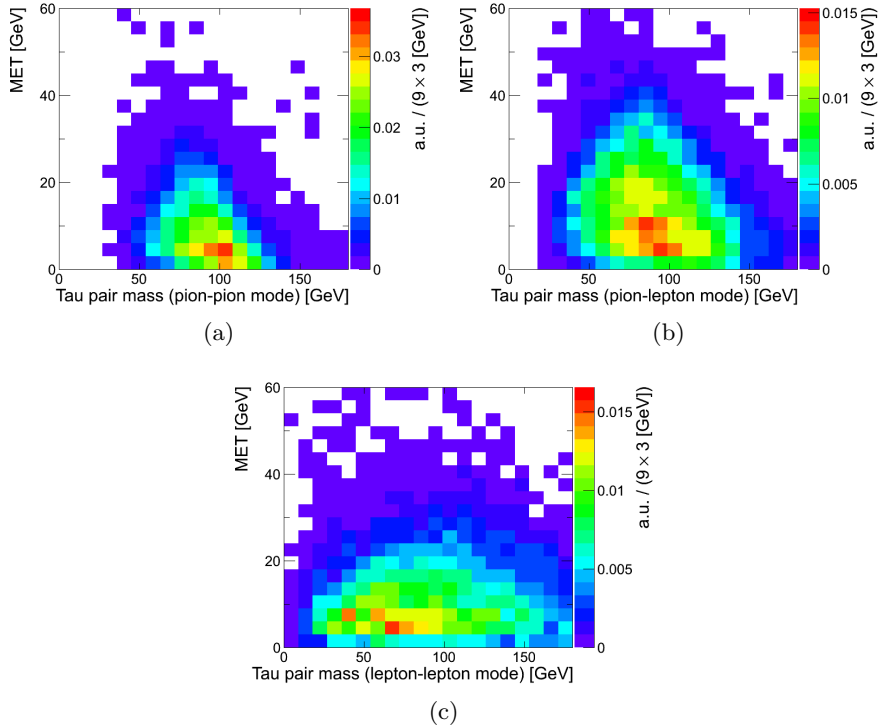 MET [GeV]
60
40
20
0
0 50 100 150
Tau pair mass (pion-pion mode) [GeV]
0.03
0.02
0.01
0
a.u. / (9 × 3 [GeV])
(a)
MET [GeV]
60
40
20
0
0 50 100 150
Tau pair mass (pion-lepton mode) [GeV]
0.015
0.01
0.005
0
a.u. / (9 × 3 [GeV])
(b)
MET [GeV]
60
40
20
0
0 50 100 150
Tau pair mass (lepton-lepton mode) [GeV]
0.015
0.01
0.005
0
a.u. / (9 × 3 [GeV])
(c)